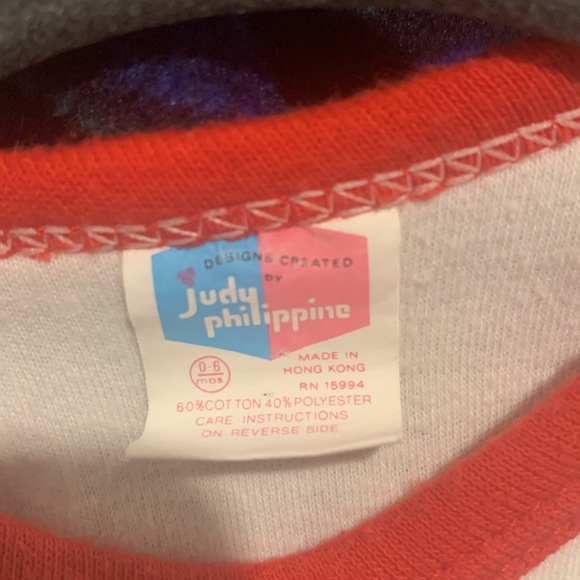 DESIGNS CREATED
BY
judy
philippine
0-6
mos
MADE IN
HONG KONG
RN 15994
60% COTTON 40% POLYESTER
CARE INSTRUCTIONS
ON REVERSE SIDE